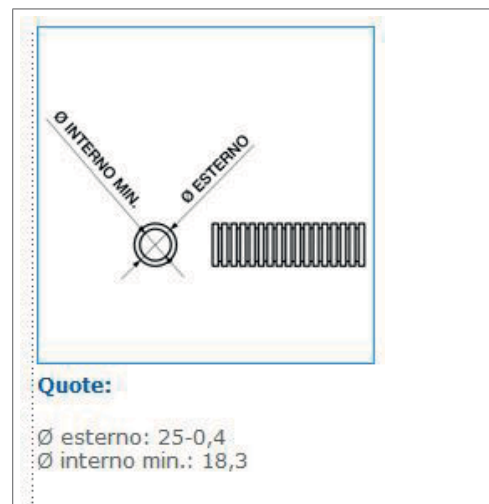 Ø INTERNO MIN.
Ø ESTERNO
Quote:
Ø esterno: 25-0,4
Ø interno min.: 18,3